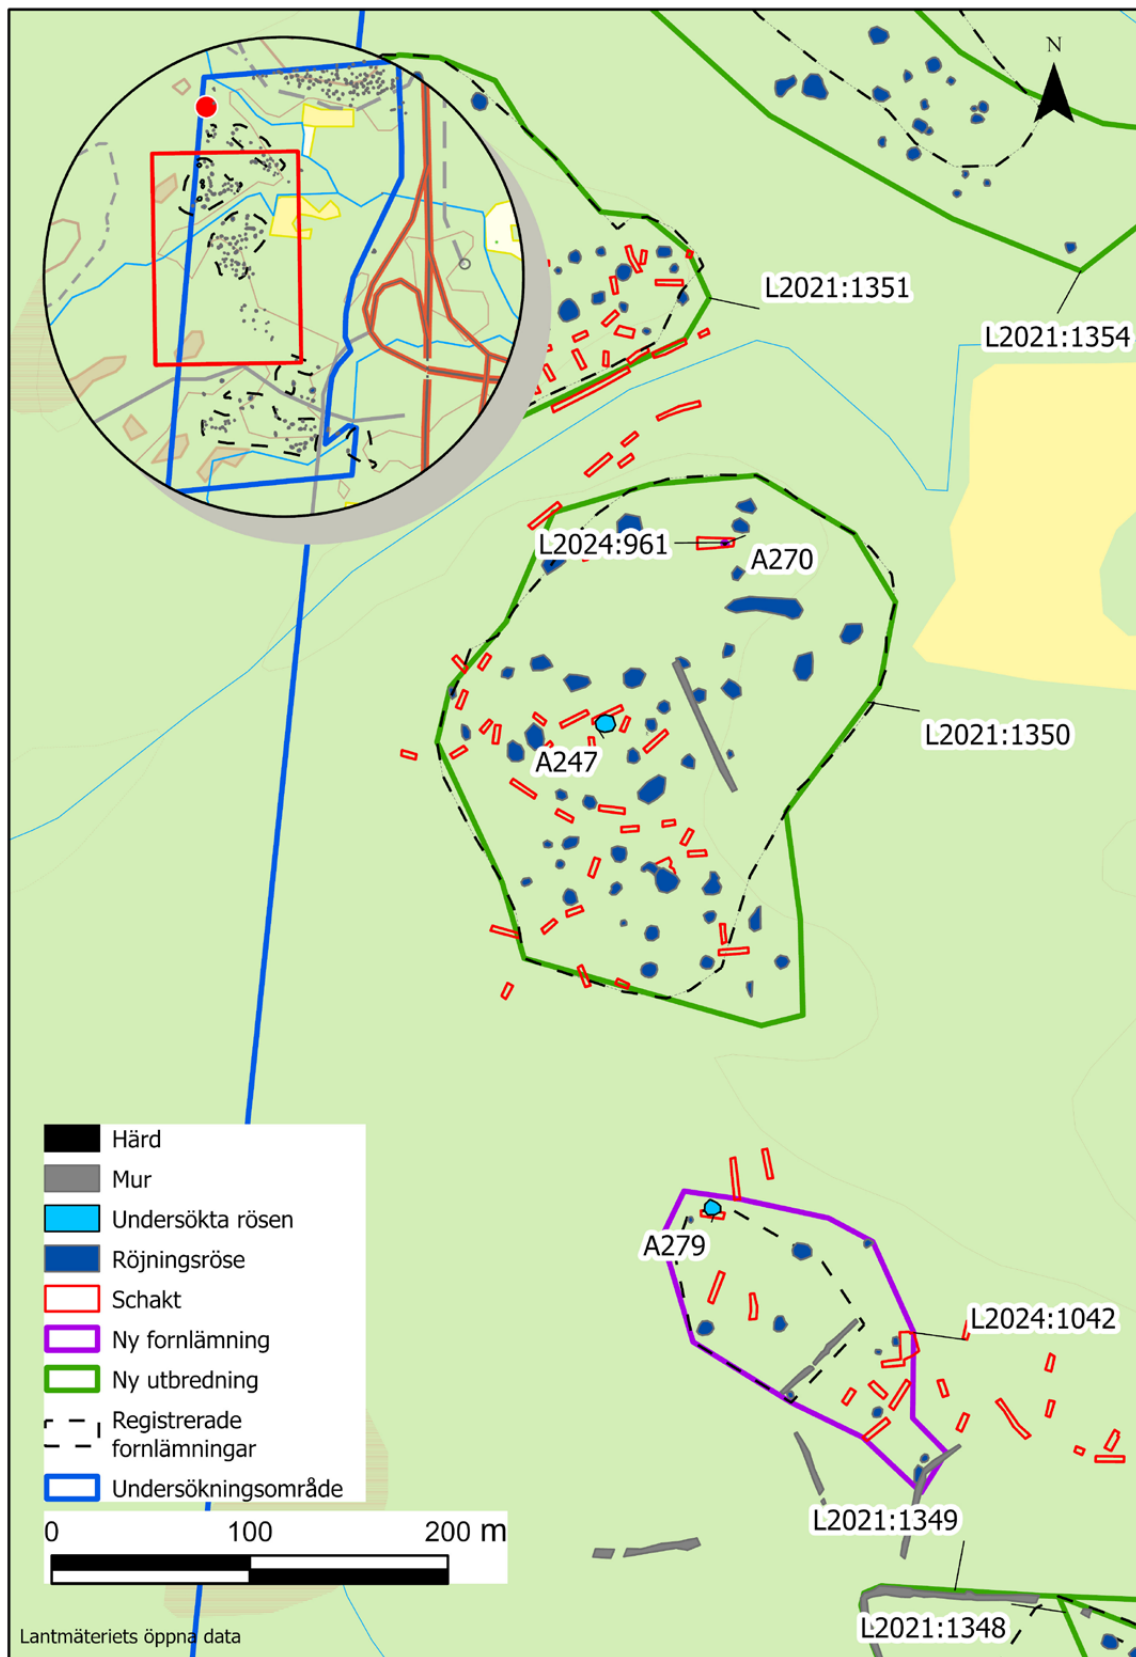 N
L2021:1351
L2021:1354
L2024:961
A270
L2021:1350
A247
A279
L2024:1042
L2021:1349
L2021:1348
Härd
Mur
Undersökta rösen
Röjningsröse
Schakt
Ny fornlämning
Ny utbredning
Registrerade
fornlämningar
Undersökningsområde
0 100 200 m
Lantmäteriets öppna data